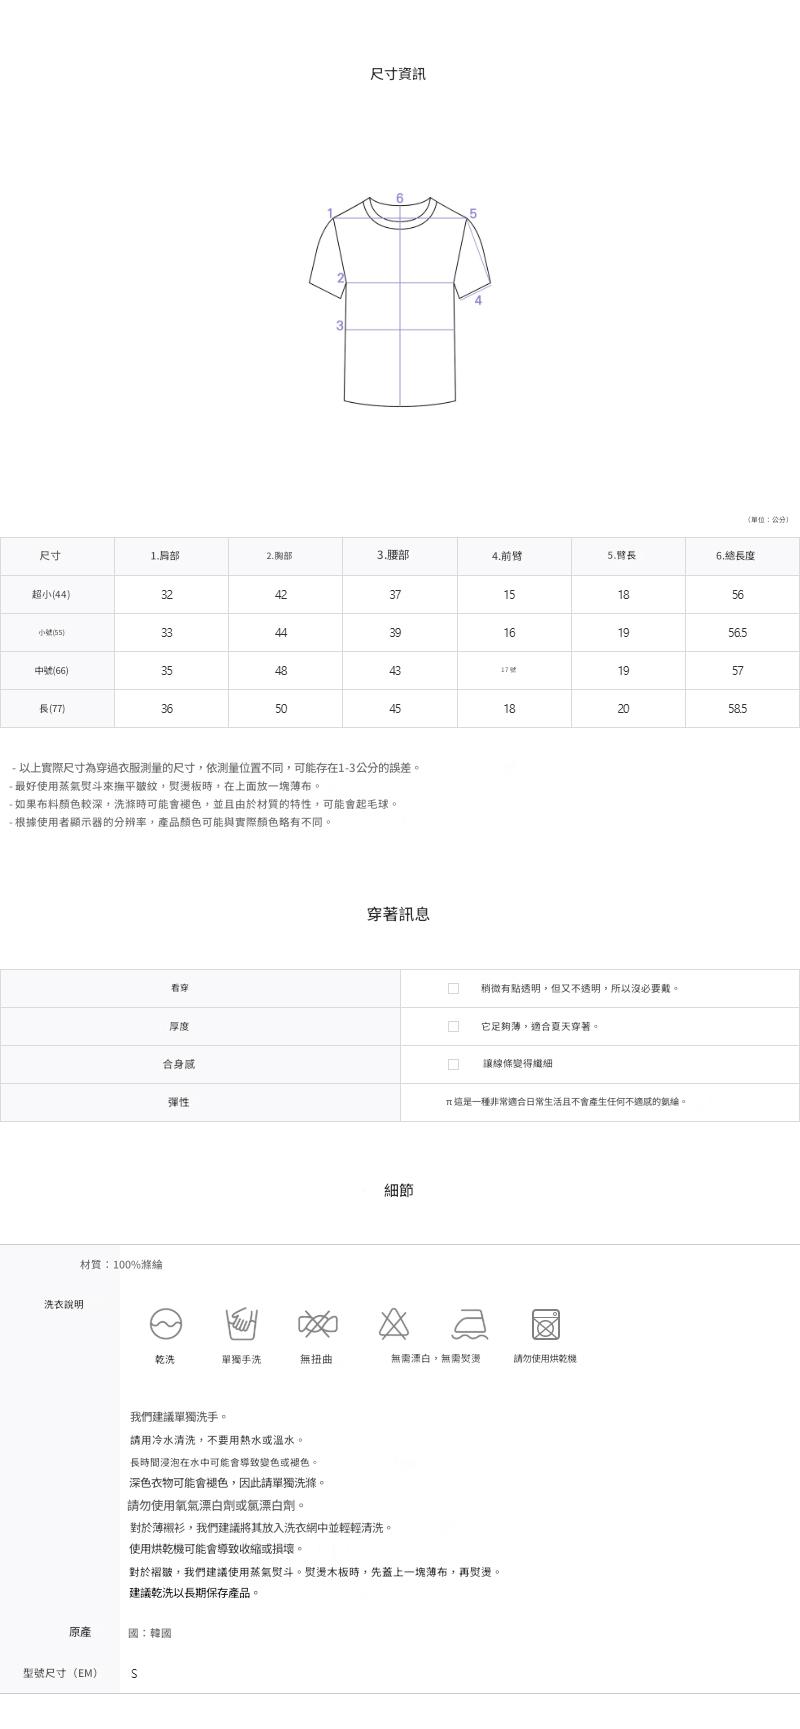 尺寸資訊
6
1
5
2
4
3
（單位：公分）
尺寸 1.肩部 2.胸部 3.腰部 4.前臂 5.臂長 6.總長度
超小(44) 32 42 37 15 18 56
小號(55) 33 44 39 16 19 56.5
中號(66) 35 48 43 17號 19 57
長(77) 36 50 45 18 20 58.5
- 以上實際尺寸為穿過衣服測量的尺寸，依測量位置不同，可能存在1-3公分的誤差。
- 最好使用蒸氣熨斗來撫平皺紋，熨燙板時，在上面放一塊薄布。
- 如果布料顏色較深，洗滌時可能會褪色，並且由於材質的特性，可能會起毛球。
- 根據使用者顯示器的分辨率，產品顏色可能與實際顏色略有不同。
穿著訊息
看穿 □ 稍微有點透明，但又不透明，所以沒必要戴。
厚度 □ 它足夠薄，適合夏天穿著。
合身感 □ 讓線條變得纖細
彈性 π 這是一種非常適合日常生活且不會產生任何不適感的氨綸。
細節
材質：100%滌綸
洗衣說明
乾洗 單獨手洗 無扭曲 無需漂白，無需熨燙 請勿使用烘乾機
我們建議單獨洗手。
請用冷水清洗，不要用熱水或溫水。
長時間浸泡在水中可能會導致變色或褪色。
深色衣物可能會褪色，因此請單獨洗滌。
請勿使用氧氣漂白劑或氯漂白劑。
對於薄襯衫，我們建議將其放入洗衣網中並輕輕清洗。
使用烘乾機可能會導致收縮或損壞。
對於褶皺，我們建議使用蒸氣熨斗。熨燙木板時，先蓋上一塊薄布，再熨燙。
建議乾洗以長期保存產品。
原產 國：韓國
型號尺寸（EM） S